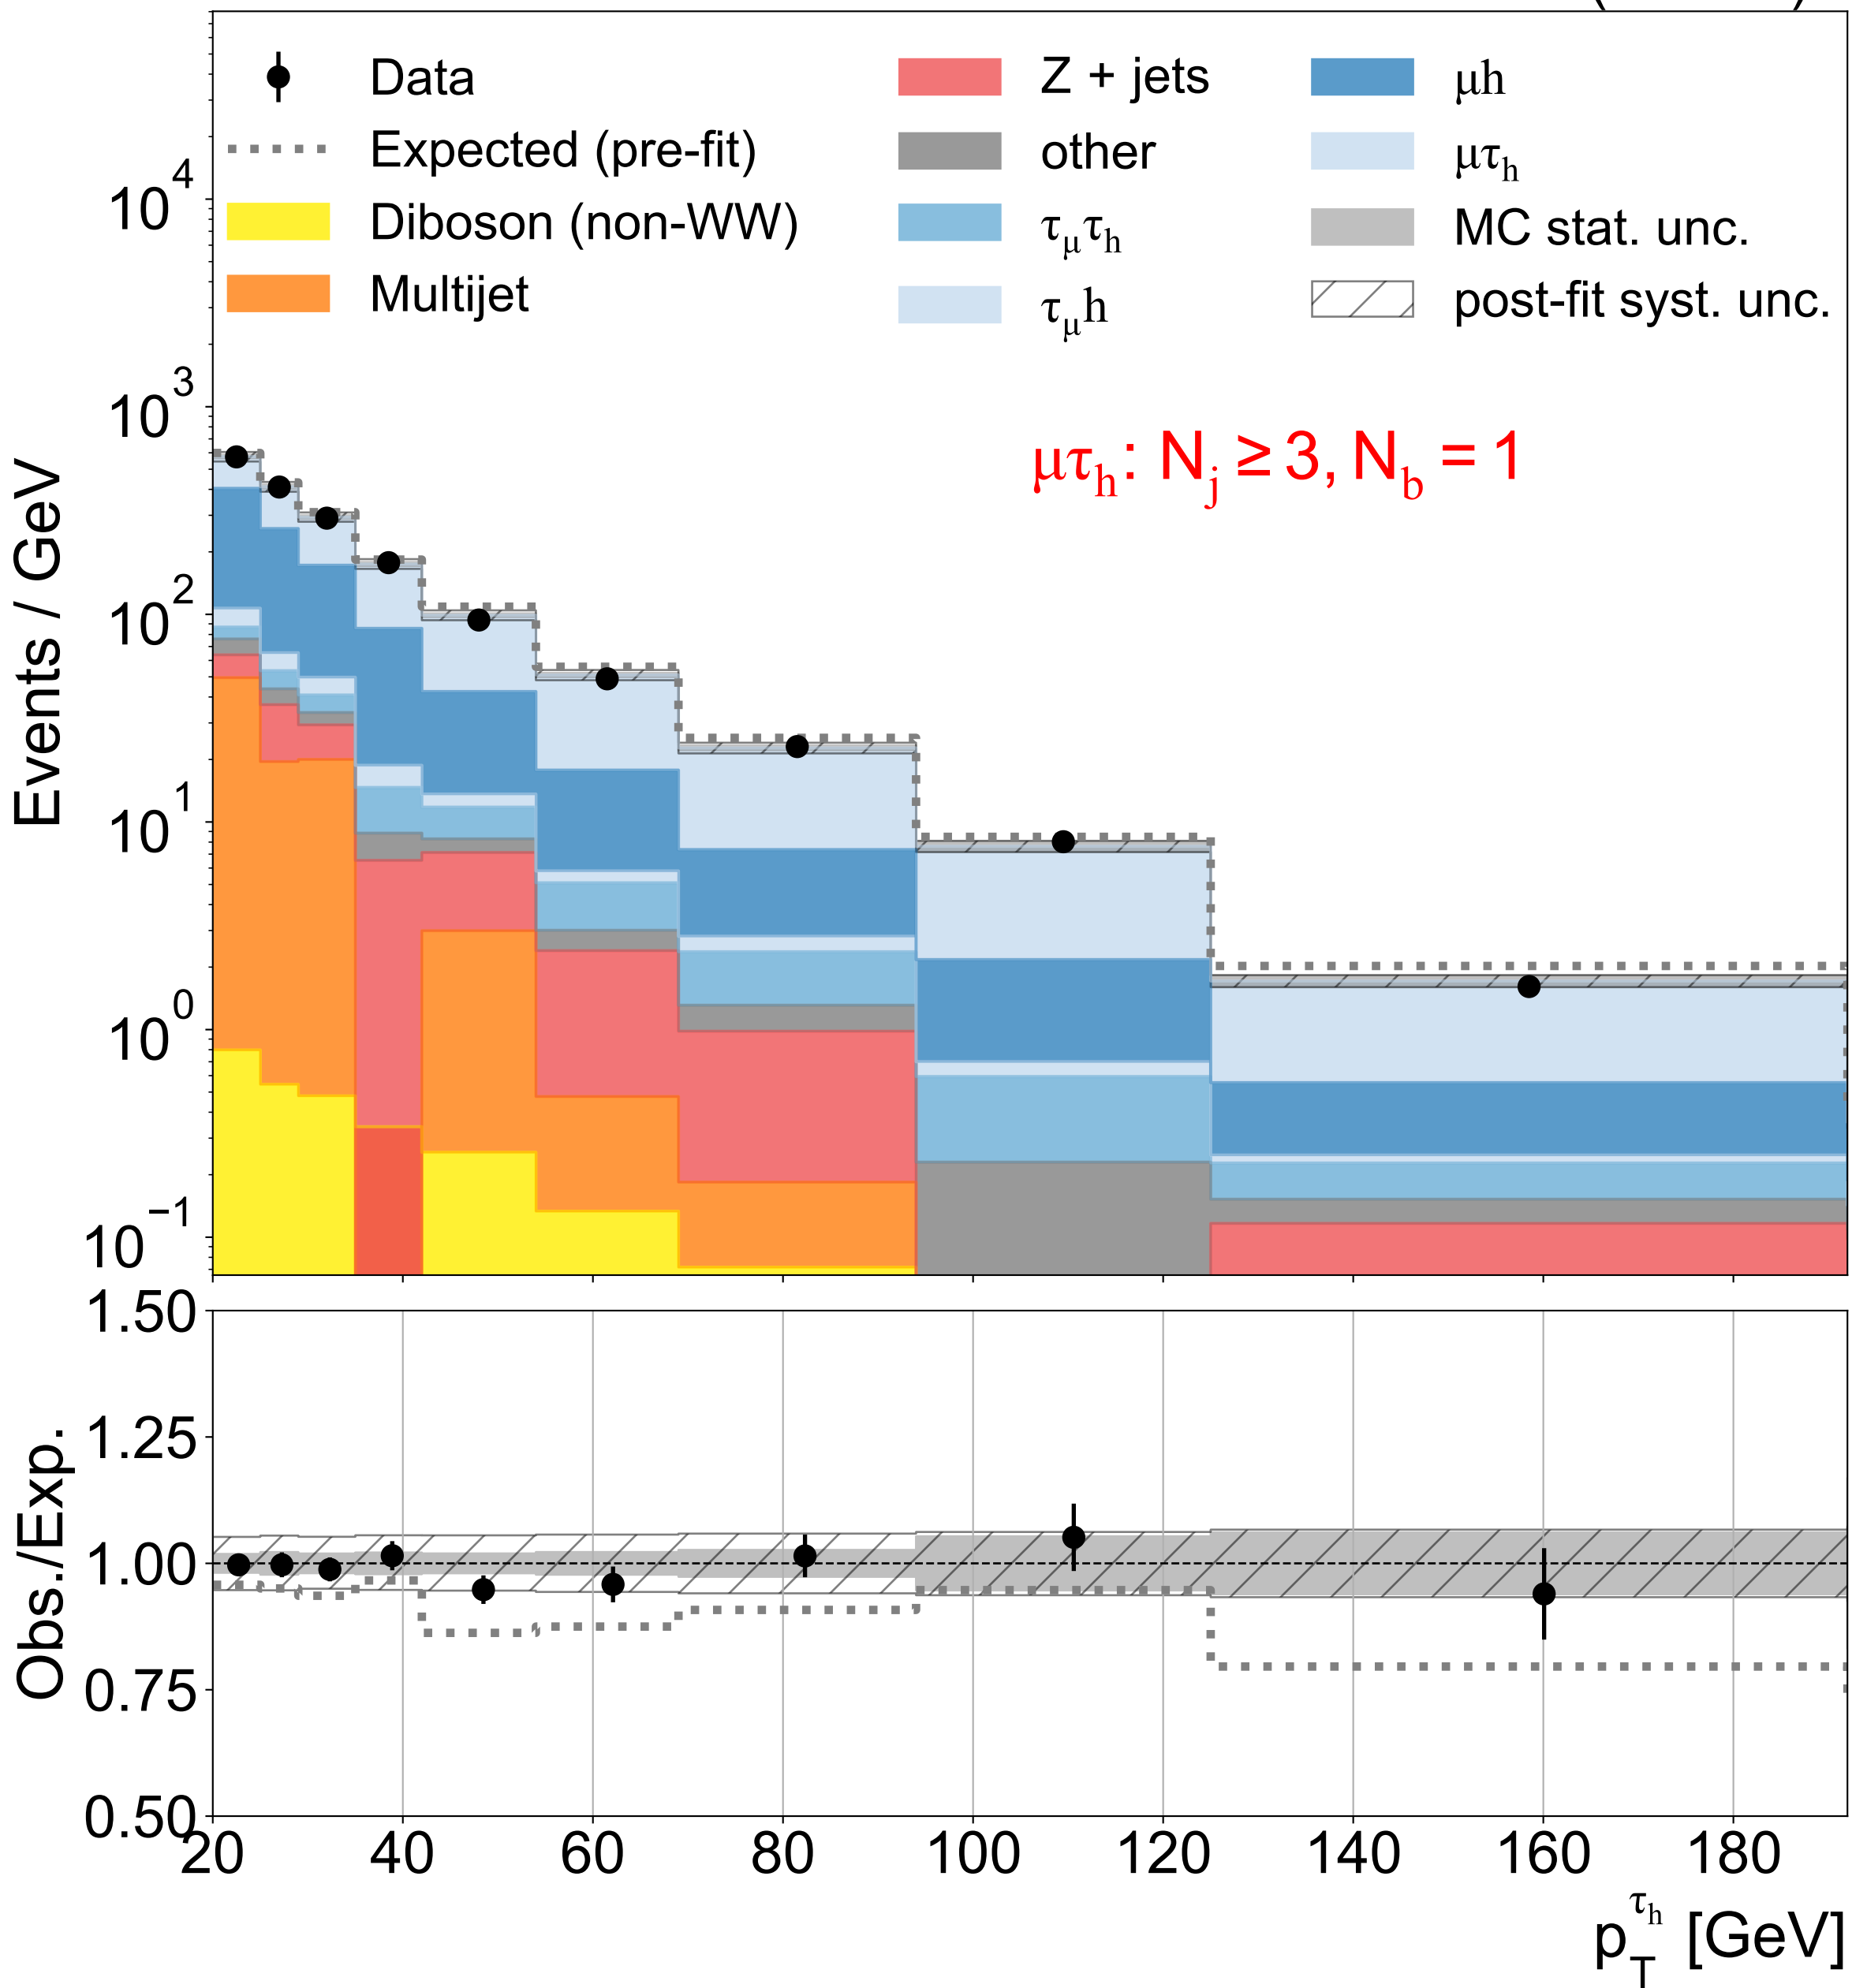 Data
Expected (pre-fit)
Diboson (non-WW)
Multijet
Z + jets
other
τμτh
τμh
μh
μτh
MC stat. unc.
post-fit syst. unc.
μτh: Nj ≥ 3, Nb = 1
Events / GeV
10^4
10^3
10^2
10^1
10^0
10^−1
Obs./Exp.
1.50
1.25
1.00
0.75
0.50
20 40 60 80 100 120 140 160 180
pT^τh [GeV]